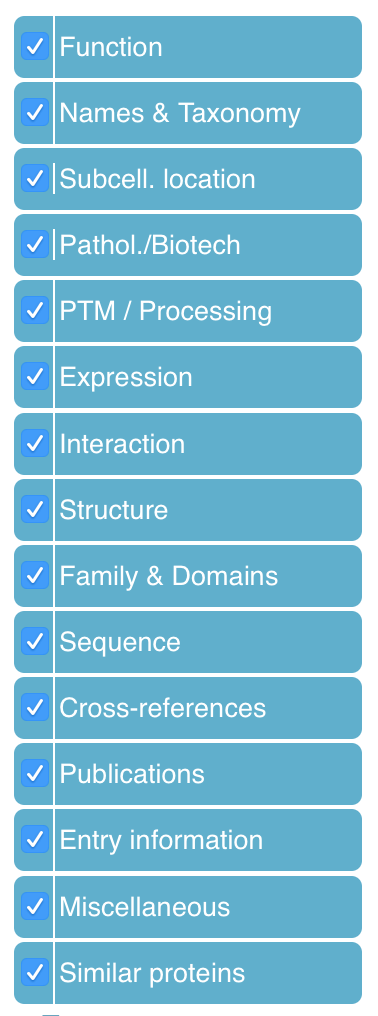 Function
Names & Taxonomy
Subcell. location
Pathol./Biotech
PTM / Processing
Expression
Interaction
Structure
Family & Domains
Sequence
Cross-references
Publications
Entry information
Miscellaneous
Similar proteins